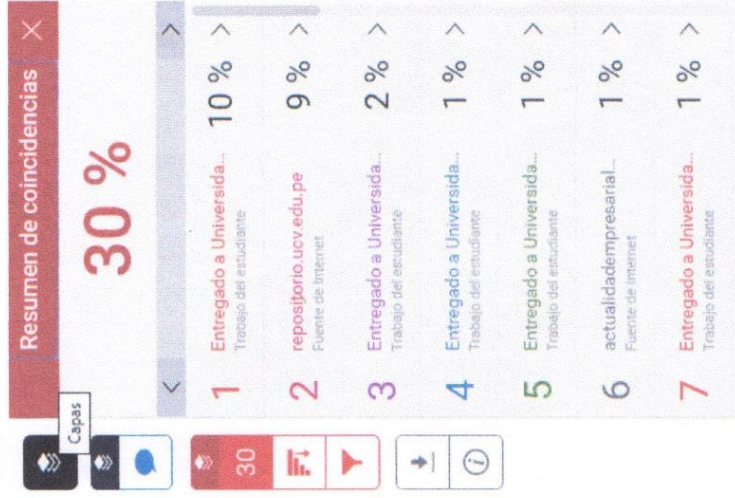 Resumen de coincidencias
30 %
Capas
30
1 Entregado a Universida... 10 %
Trabajo del estudiante
2 repositorio.ucv.edu.pe 9 %
Fuente de Internet
3 Entregado a Universida... 2 %
Trabajo del estudiante
4 Entregado a Universida... 1 %
Trabajo del estudiante
5 Entregado a Universida... 1 %
Trabajo del estudiante
6 actualidadempresarial... 1 %
Fuente de Internet
7 Entregado a Universida... 1 %
Trabajo del estudiante